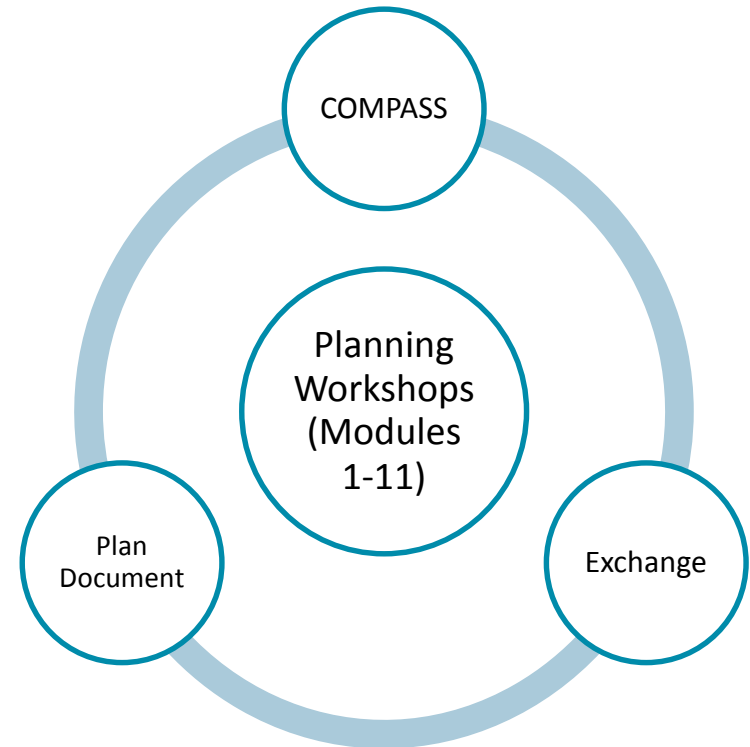 COMPASS
Planning
Workshops
(Modules
1-11)
Plan
Document
Exchange